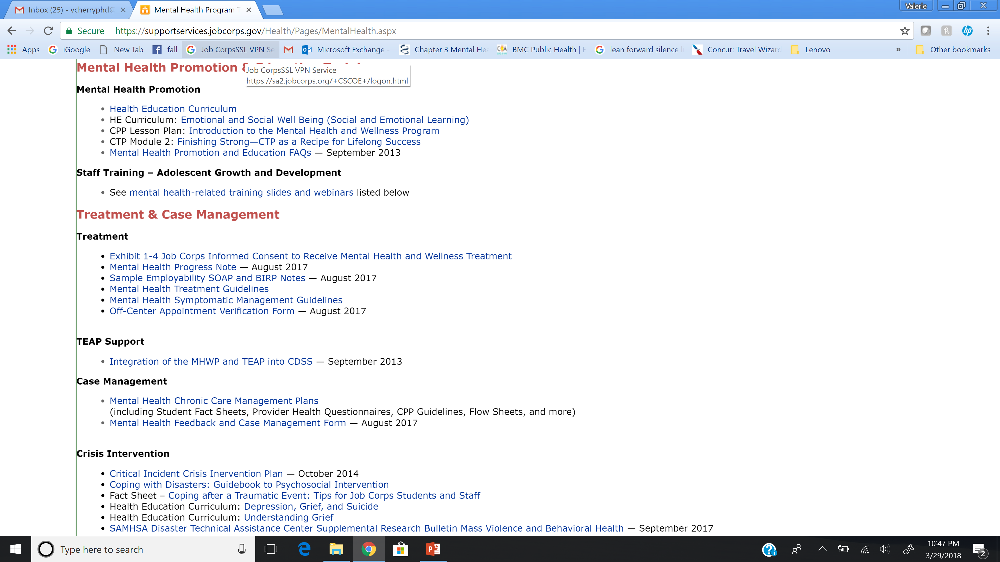 Inbox (25) - vcherryphd@
Mental Health Program T
Valerie
Secure https://supportservices.jobcorps.gov/Health/Pages/MentalHealth.aspx
Apps iGoogle New Tab fall Job CorpsSSL VPN Se Microsoft Exchange - Chapter 3 Mental Hea BMC Public Health | F lean forward silence li Concur: Travel Wizard Lenovo » Other bookmarks
Mental Health Promotion
Job CorpsSSL VPN Service
https://sa2.jobcorps.org/+CSCOE+/logon.html
Mental Health Promotion
• Health Education Curriculum
• HE Curriculum: Emotional and Social Well Being (Social and Emotional Learning)
• CPP Lesson Plan: Introduction to the Mental Health and Wellness Program
• CTP Module 2: Finishing Strong—CTP as a Recipe for Lifelong Success
• Mental Health Promotion and Education FAQs — September 2013
Staff Training – Adolescent Growth and Development
• See mental health-related training slides and webinars listed below
Treatment & Case Management
Treatment
• Exhibit 1-4 Job Corps Informed Consent to Receive Mental Health and Wellness Treatment
• Mental Health Progress Note — August 2017
• Sample Employability SOAP and BIRP Notes — August 2017
• Mental Health Treatment Guidelines
• Mental Health Symptomatic Management Guidelines
• Off-Center Appointment Verification Form — August 2017
TEAP Support
• Integration of the MHWP and TEAP into CDSS — September 2013
Case Management
• Mental Health Chronic Care Management Plans
(including Student Fact Sheets, Provider Health Questionnaires, CPP Guidelines, Flow Sheets, and more)
• Mental Health Feedback and Case Management Form — August 2017
Crisis Intervention
• Critical Incident Crisis Inervention Plan — October 2014
• Coping with Disasters: Guidebook to Psychosocial Intervention
• Fact Sheet – Coping after a Traumatic Event: Tips for Job Corps Students and Staff
• Health Education Curriculum: Depression, Grief, and Suicide
• Health Education Curriculum: Understanding Grief
• SAMHSA Disaster Technical Assistance Center Supplemental Research Bulletin Mass Violence and Behavioral Health — September 2017
Type here to search
10:47 PM
3/29/2018
2